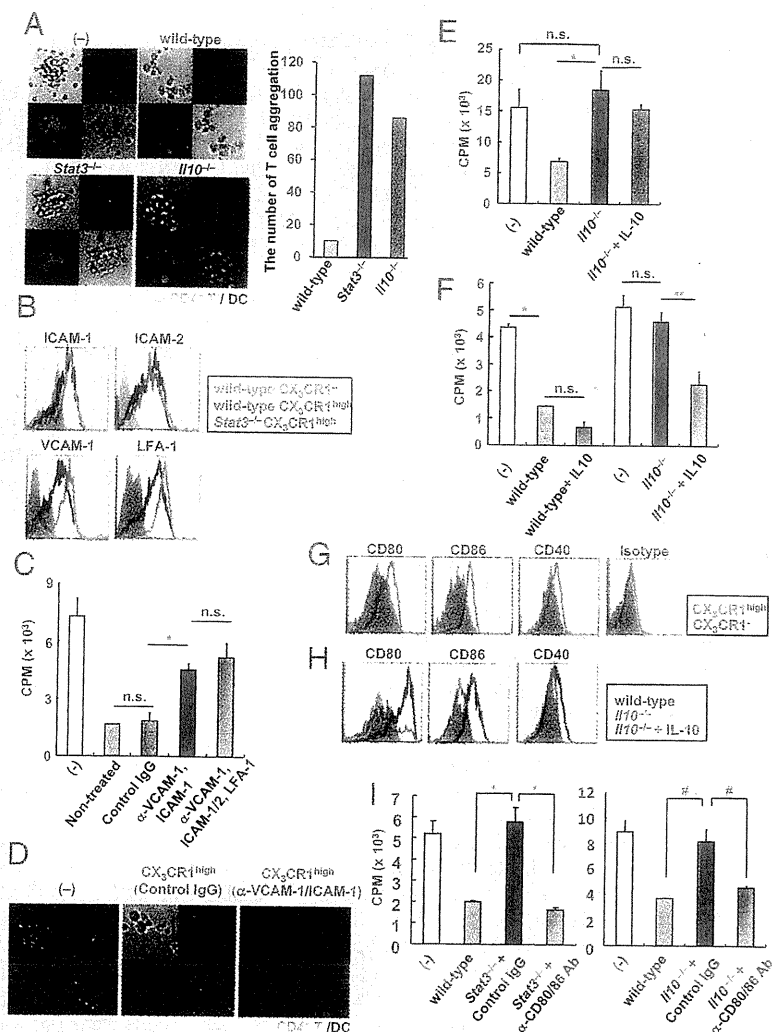 A
(-)
wild-type
Stat3-/-
Il10-/-
/ DC
The number of T cell aggregation
120
100
80
60
40
20
0
wild-type
Stat3-/-
Il10-/-
B
ICAM-1
ICAM-2
VCAM-1
LFA-1
wild-type CX3CR1-
wild-type CX3CR1high
Stat3-/- CX3CR1high
C
CPM (x 10³)
9
6
3
0
n.s.
*
n.s.
(-)
Non-treated
Control IgG
α-VCAM-1,
ICAM-1
α-VCAM-1,
ICAM-1/2, LFA-1
D
(-)
CX3CR1high
(Control IgG)
CX3CR1high
(α-VCAM-1/ICAM-1)
CD4+ T /DC
E
CPM (x 10³)
25
20
15
10
5
0
n.s.
*
n.s.
(-)
wild-type
Il10-/-
Il10-/- + IL-10
F
CPM (x 10³)
6
5
4
3
2
1
0
*
n.s.
n.s.
**
(-)
wild-type
wild-type+ IL10
(-)
Il10-/-
Il10-/- + IL10
G
CD80
CD86
CD40
Isotype
CX3CR1high
CX3CR1-
H
CD80
CD86
CD40
wild-type
Il10-/-
Il10-/- + IL-10
I
CPM (x 10³)
7
6
5
4
3
2
1
0
*
*
(-)
wild-type
Stat3-/- +
Control IgG
Stat3-/- +
α-CD80/86 Ab
12
10
8
6
4
2
0
#
#
(-)
wild-type
Il10-/- +
Control IgG
Il10-/- +
α-CD80/86 Ab